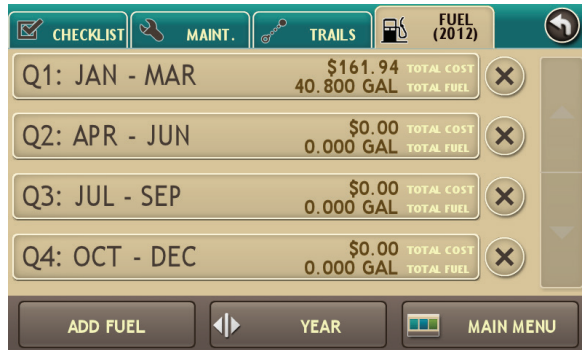 CHECKLIST
MAINT.
TRAILS
FUEL
(2012)
Q1: JAN - MAR
$161.94 TOTAL COST
40.800 GAL TOTAL FUEL
Q2: APR - JUN
$0.00 TOTAL COST
0.000 GAL TOTAL FUEL
Q3: JUL - SEP
$0.00 TOTAL COST
0.000 GAL TOTAL FUEL
Q4: OCT - DEC
$0.00 TOTAL COST
0.000 GAL TOTAL FUEL
ADD FUEL
YEAR
MAIN MENU